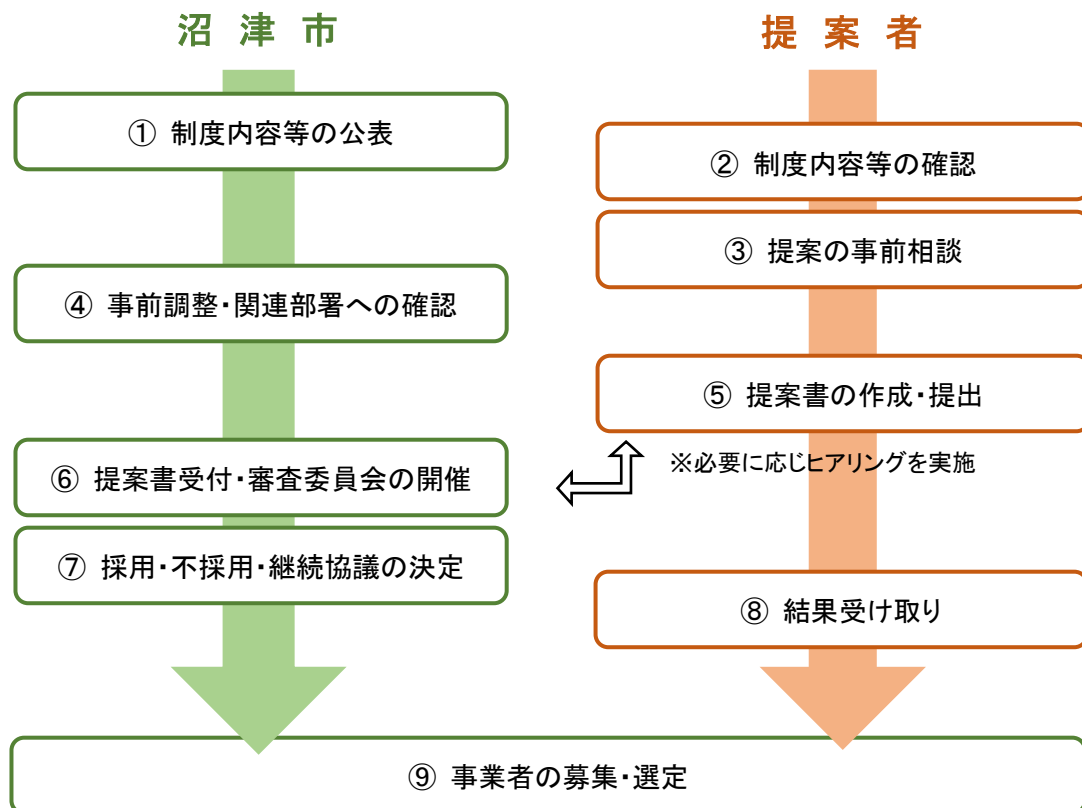 沼津市
提案者
① 制度内容等の公表
② 制度内容等の確認
③ 提案の事前相談
④ 事前調整・関連部署への確認
⑤ 提案書の作成・提出
※必要に応じヒアリングを実施
⑥ 提案書受付・審査委員会の開催
⑦ 採用・不採用・継続協議の決定
⑧ 結果受け取り
⑨ 事業者の募集・選定